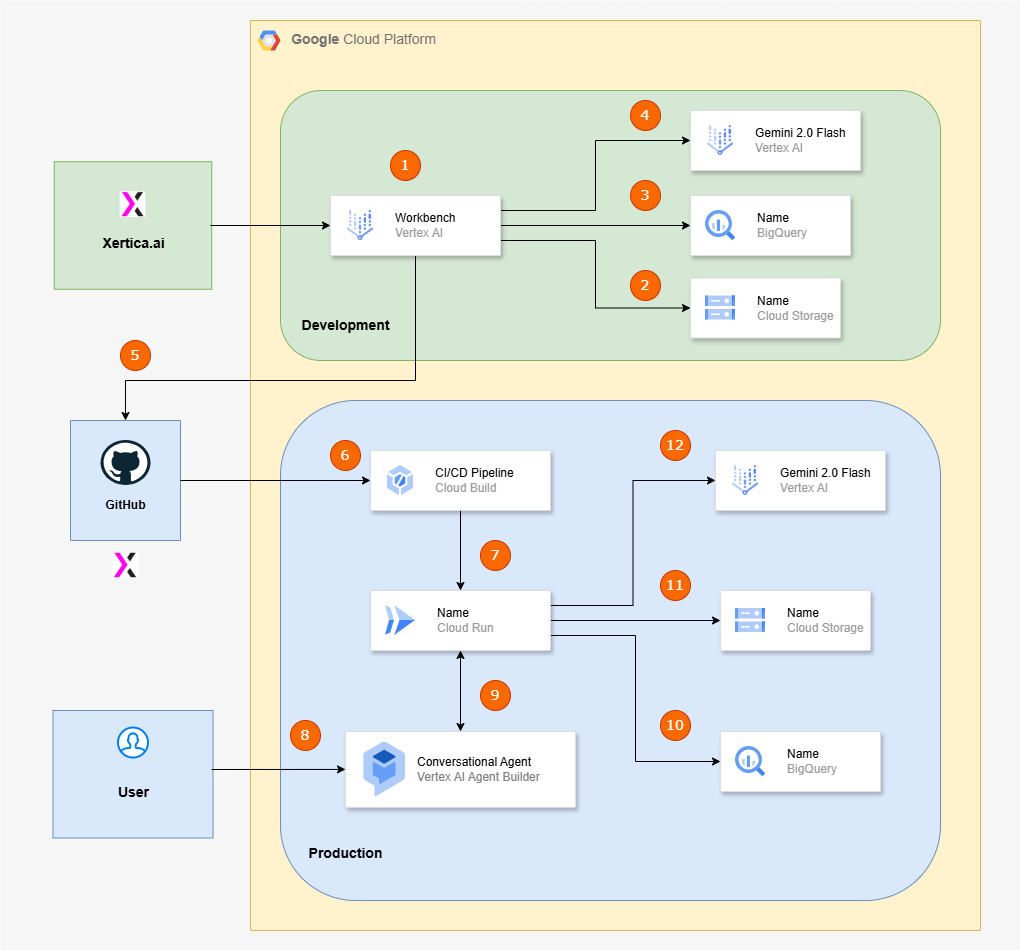 Google Cloud Platform
4
Gemini 2.0 Flash
Vertex AI
1
3
Workbench
Vertex AI
Name
BigQuery
Xertica.ai
2
Name
Cloud Storage
Development
5
GitHub
6
CI/CD Pipeline
Cloud Build
12
Gemini 2.0 Flash
Vertex AI
7
Name
Cloud Run
11
Name
Cloud Storage
9
8
10
User
Conversational Agent
Vertex AI Agent Builder
Name
BigQuery
Production